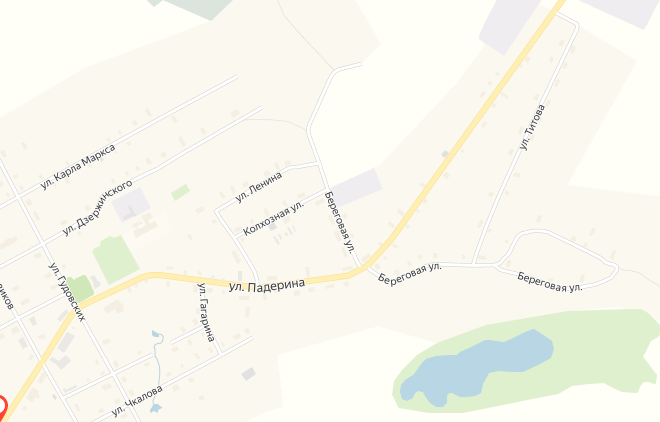 ул. Титова
ул. Карла Маркса
ул. Ленина
ул. Дзержинского
Колхозная ул.
Береговая ул.
ул. Гудовских
Береговая ул.
Береговая ул.
ул. Падерина
ул. Гагарина
ул. Чкалова